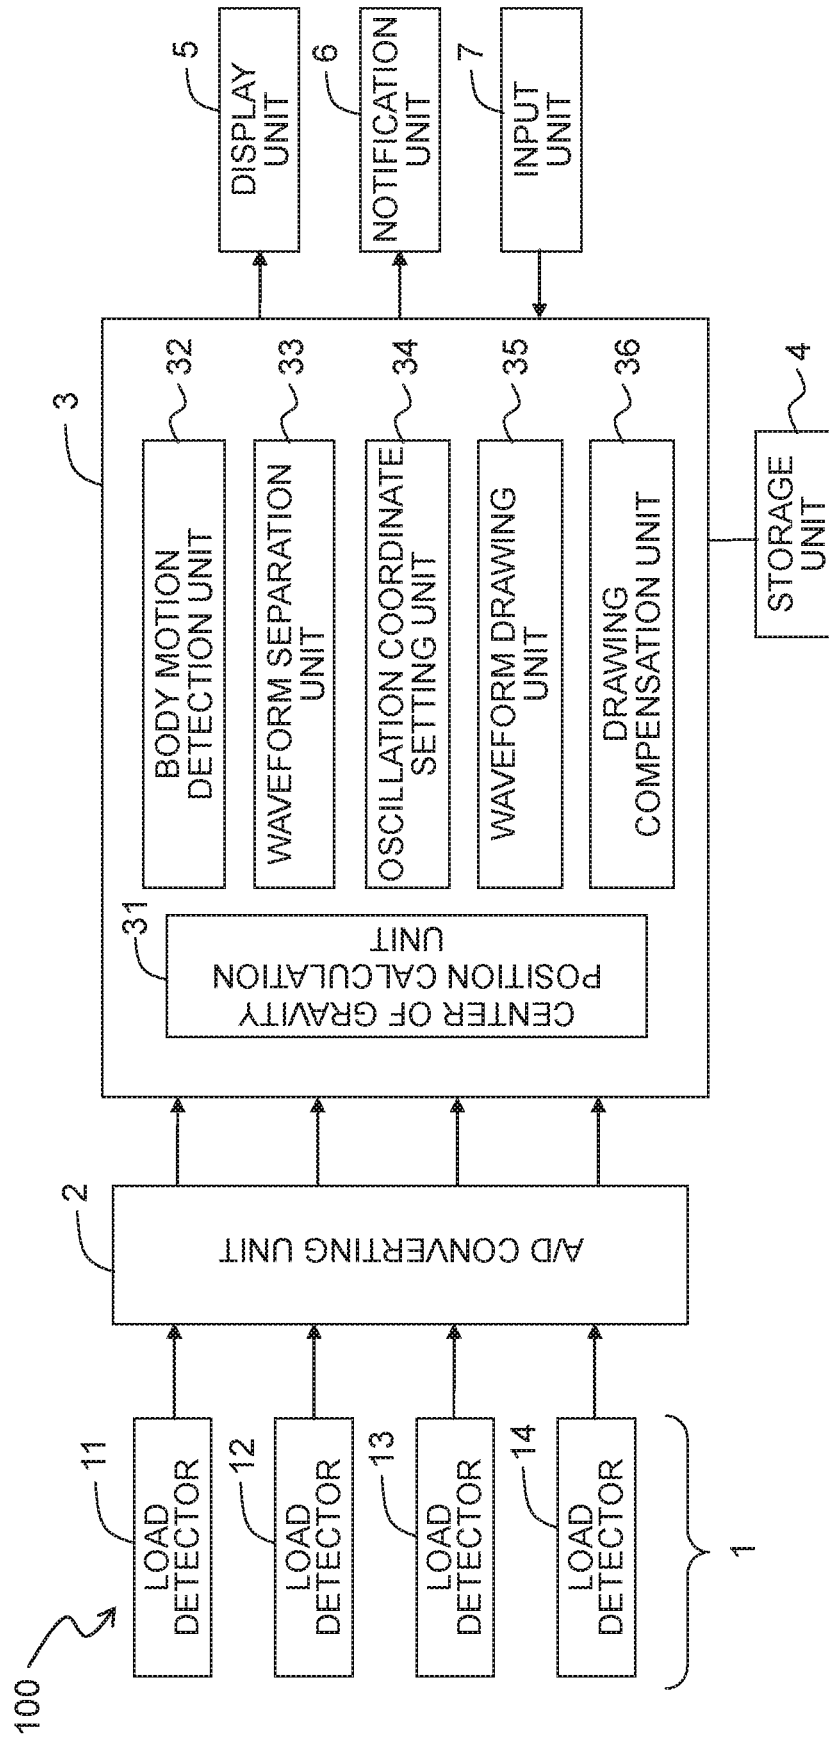 100
11
LOAD
DETECTOR
12
LOAD
DETECTOR
13
LOAD
DETECTOR
14
LOAD
DETECTOR
1
2
A/D CONVERTING UNIT
3
31
CENTER OF GRAVITY
POSITION CALCULATION
UNIT
32
BODY MOTION
DETECTION UNIT
33
WAVEFORM SEPARATION
UNIT
34
OSCILLATION COORDINATE
SETTING UNIT
35
WAVEFORM DRAWING
UNIT
36
DRAWING
COMPENSATION UNIT
4
STORAGE
UNIT
5
DISPLAY
UNIT
6
NOTIFICATION
UNIT
7
INPUT
UNIT